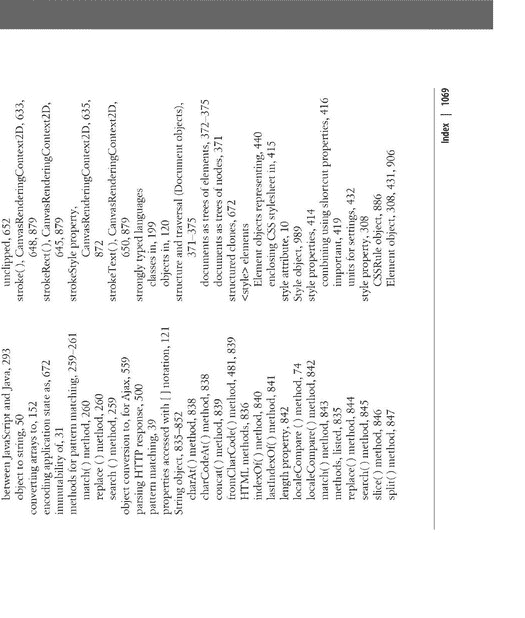 between JavaScript and Java, 293
object to string, 50
converting arrays to, 152
encoding application state as, 672
immutability of, 31
methods for pattern matching, 259–261
match( ) method, 260
replace ( ) method, 260
search ( ) method, 259
object conversion to, for Ajax, 559
parsing HTTP response, 500
pattern matching, 39
properties accessed with [ ] notation, 121
String object, 835–852
charAt( ) method, 838
charCodeAt( ) method, 838
concat( ) method, 839
fromCharCode( ) method, 481, 839
HTML methods, 836
indexOf( ) method, 840
lastIndexOf( ) method, 841
length property, 842
localeCompare ( ) method, 74
localeCompare( ) method, 842
match( ) method, 843
methods, listed, 835
replace( ) method, 844
search( ) method, 845
slice( ) method, 846
split( ) method, 847
unclipped, 652
stroke( ), CanvasRenderingContext2D, 633,
648, 879
strokeRect( ), CanvasRenderingContext2D,
645, 879
strokeStyle property,
CanvasRenderingContext2D, 635,
872
strokeText( ), CanvasRenderingContext2D,
650, 879
strongly typed languages
classes in, 199
objects in, 120
structure and traversal (Document objects),
371–375
documents as trees of elements, 372–375
documents as trees of nodes, 371
structured clones, 672
<style> elements
Element objects representing, 440
enclosing CSS stylesheet in, 415
style attribute, 10
Style object, 989
style properties, 414
combining using shortcut properties, 416
important, 419
units for settings, 432
style property, 308
CSSRule object, 886
Element object, 308, 431, 906
Index | 1069